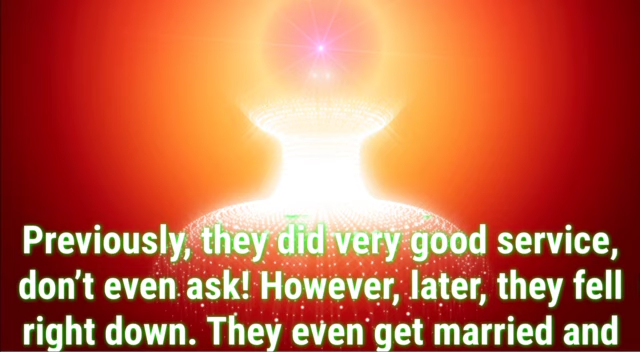 Previously, they did very good service,
don’t even ask! However, later, they fell
right down. They even get married and